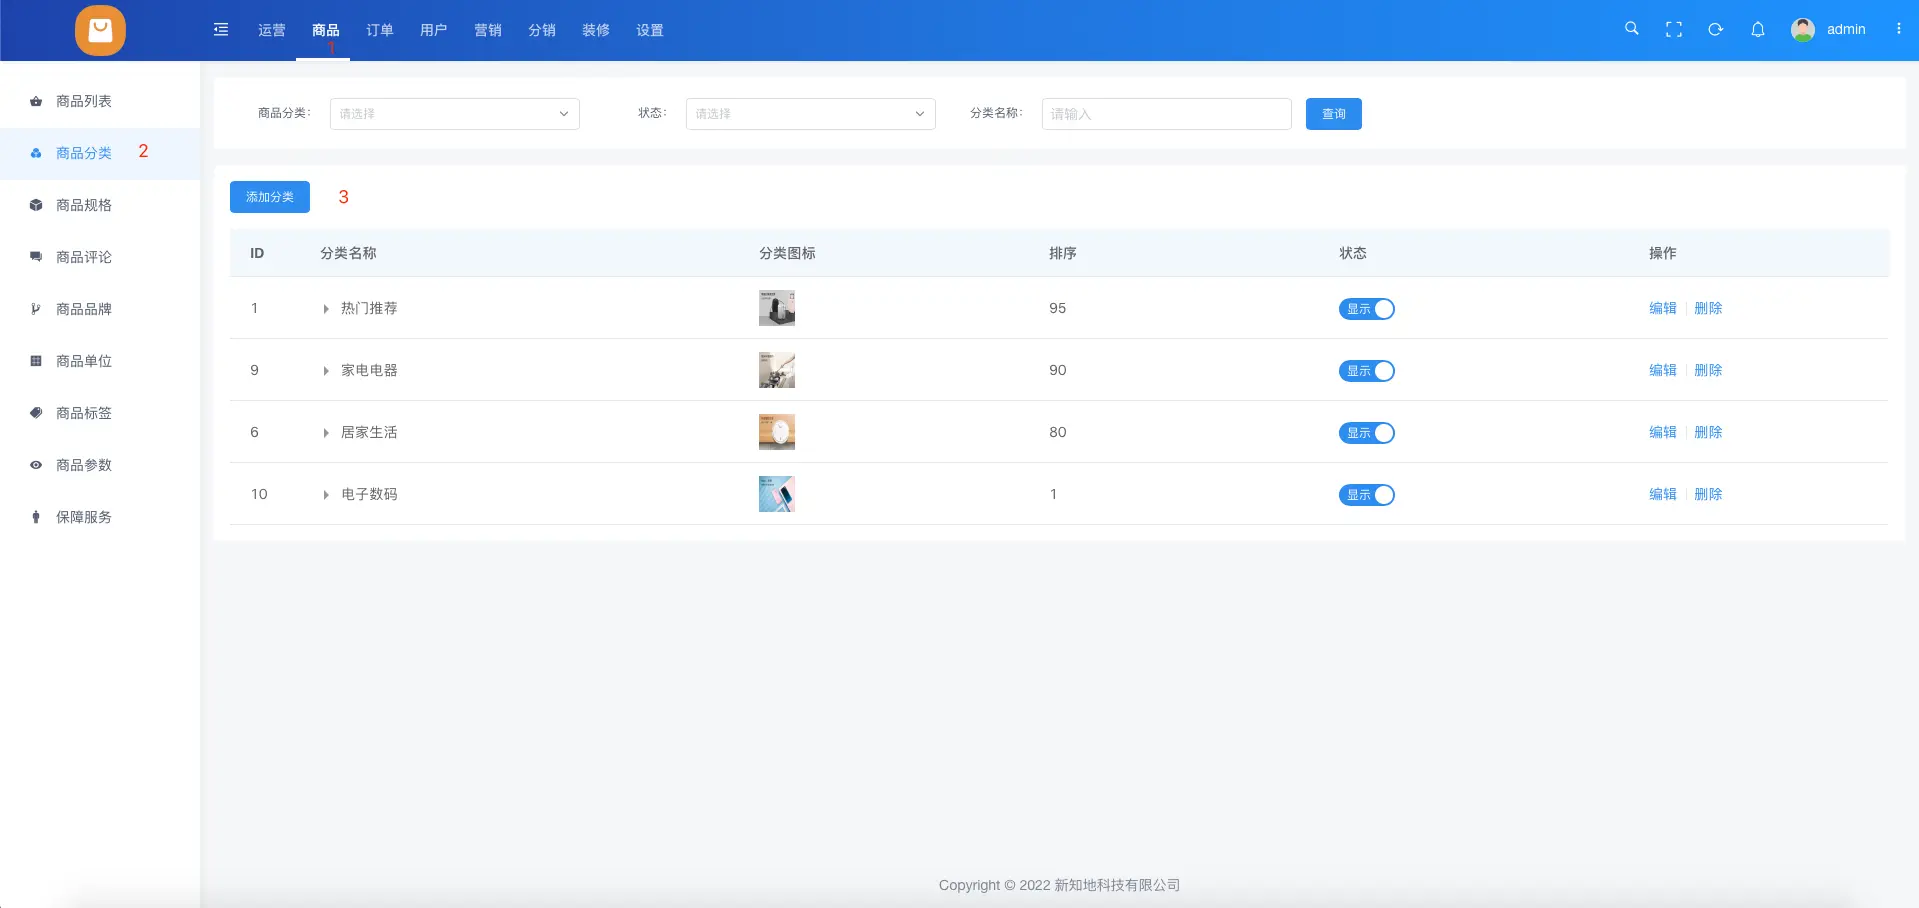 运营 商品 订单 用户 营销 分销 装修 设置 admin
1
商品列表
商品分类 2
商品规格
商品评论
商品品牌
商品单位
商品标签
商品参数
保障服务
商品分类： 请选择 状态： 请选择 分类名称： 请输入 查询
添加分类 3
ID 分类名称 分类图标 排序 状态 操作
1 热门推荐 95 显示 编辑 删除
9 家电电器 90 显示 编辑 删除
6 居家生活 80 显示 编辑 删除
10 电子数码 1 显示 编辑 删除
Copyright © 2022 新知地科技有限公司